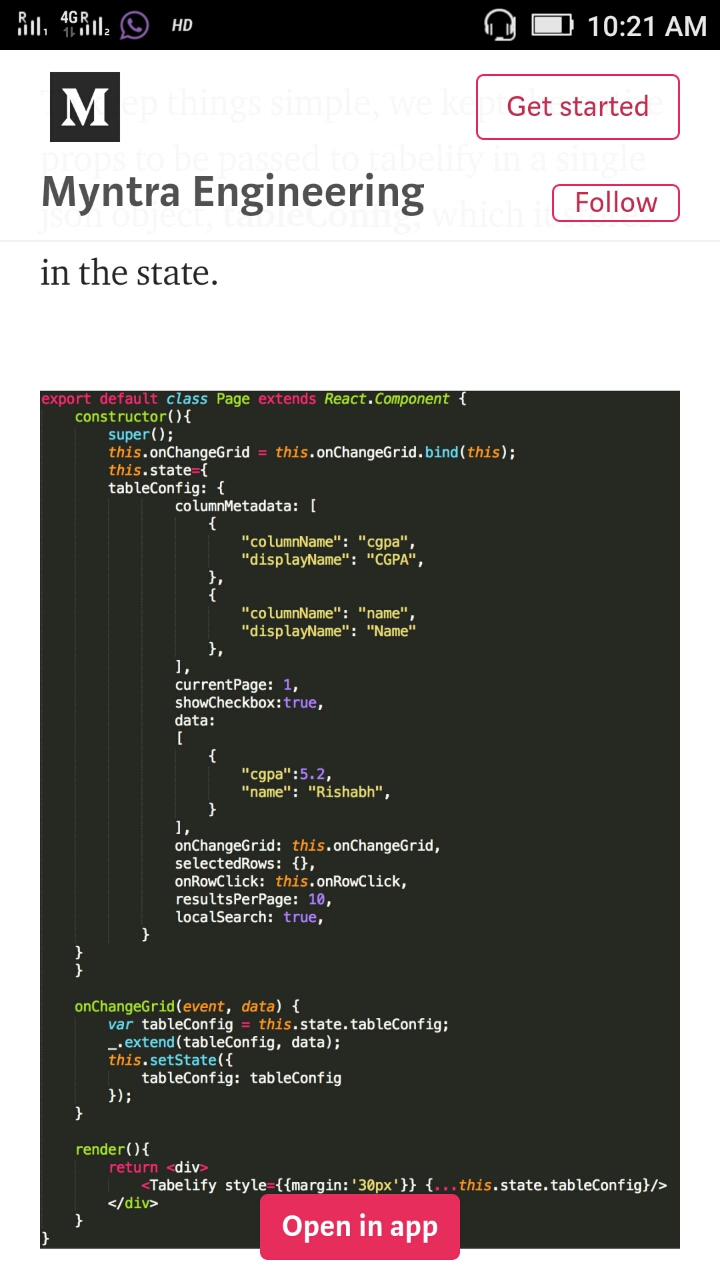 R 1 4G R 2 HD 10:21 AM
M Get started
To keep things simple, we kept the entire
props to be passed to tabelify in a single
Myntra Engineering Follow
json object, tableConfig, which it stores
in the state.
export default class Page extends React.Component {
constructor(){
super();
this.onChangeGrid = this.onChangeGrid.bind(this);
this.state={
tableConfig: {
columnMetadata: [
{
"columnName": "cgpa",
"displayName": "CGPA",
},
{
"columnName": "name",
"displayName": "Name"
},
],
currentPage: 1,
showCheckbox:true,
data:
[
{
"cgpa":5.2,
"name": "Rishabh",
}
],
onChangeGrid: this.onChangeGrid,
selectedRows: {},
onRowClick: this.onRowClick,
resultsPerPage: 10,
localSearch: true,
}
}
}
onChangeGrid(event, data) {
var tableConfig = this.state.tableConfig;
_.extend(tableConfig, data);
this.setState({
tableConfig: tableConfig
});
}
render(){
return <div>
<Tabelify style={{margin:'30px'}} {...this.state.tableConfig}/>
</div>
}
}
Open in app